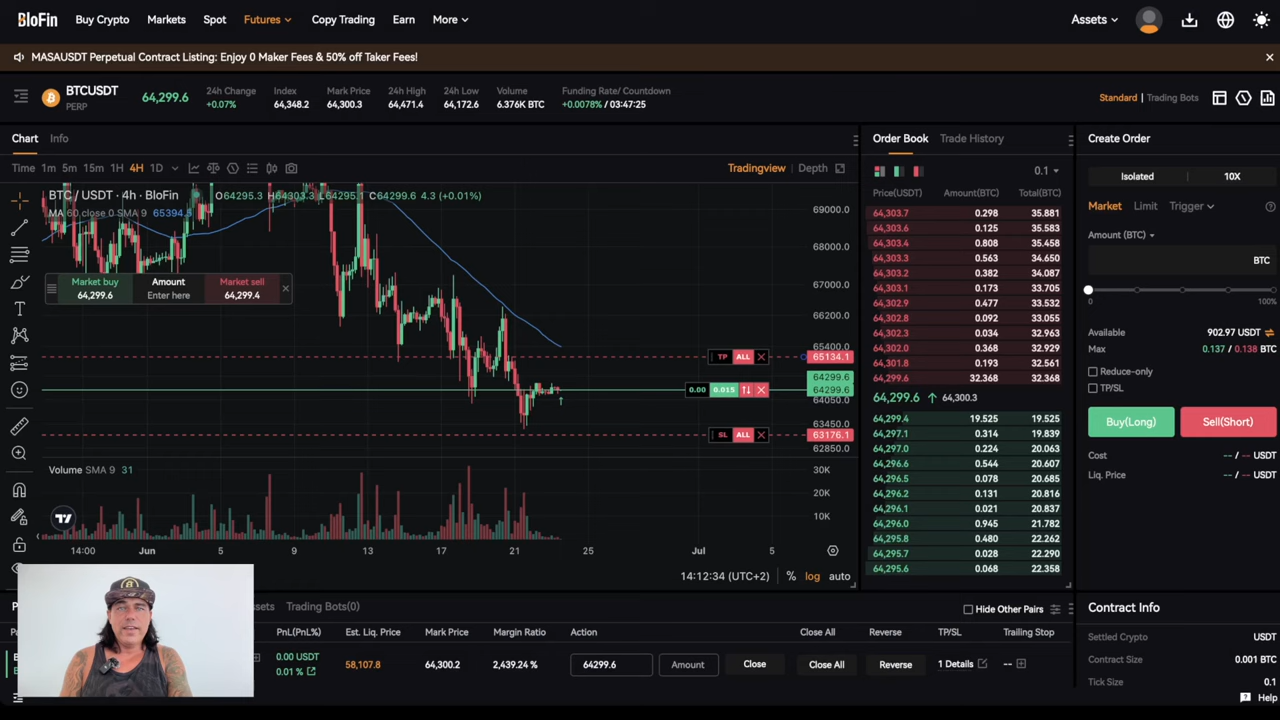 BloFin Buy Crypto Markets Spot Futures Copy Trading Earn More Assets
MASAUSDT Perpetual Contract Listing: Enjoy 0 Maker Fees & 50% off Taker Fees!
BTCUSDT
PERP
64,299.6
24h Change
+0.07%
Index
64,348.2
Mark Price
64,300.3
24h High
64,471.4
24h Low
64,172.6
Volume
6.376K BTC
Funding Rate/ Countdown
+0.0078% / 03:47:25
Standard | Trading Bots
Chart Info
Time 1m 5m 15m 1H 4H 1D
Tradingview Depth
BTC / USDT · 4h · BloFin O64295.3 H64303.3 L64295.1 C64299.6 4.3 (+0.01%)
MA 60 close 0 SMA 9 65394.3
Market buy
64,299.6
Amount
Enter here
Market sell
64,299.4
69000.0
68000.0
67000.0
66200.0
65400.0
TP ALL 65134.1
64299.6
0.00 0.015 64299.6
64050.0
63450.0
SL ALL 63176.1
62850.0
Volume SMA 9 31
30K
20K
10K
14:00 Jun 5 9 13 17 21 25 Jul 5
14:12:34 (UTC+2) % log auto
Order Book Trade History
0.1
Price(USDT) Amount(BTC) Total(BTC)
64,303.7 0.298 35.881
64,303.6 0.125 35.583
64,303.4 0.808 35.458
64,303.3 0.563 34.650
64,303.2 0.382 34.087
64,303.1 0.173 33.705
64,302.9 0.477 33.532
64,302.8 0.092 33.055
64,302.3 0.034 32.963
64,302.0 0.368 32.929
64,301.8 0.193 32.561
64,299.6 32.368 32.368
64,299.6 64,300.3
64,299.4 19.525 19.525
64,297.1 0.314 19.839
64,297.0 0.224 20.063
64,296.6 0.544 20.607
64,296.5 0.078 20.685
64,296.2 0.131 20.816
64,296.1 0.021 20.837
64,296.0 0.945 21.782
64,295.8 0.480 22.262
64,295.7 0.028 22.290
64,295.6 0.068 22.358
Create Order
Isolated 10X
Market Limit Trigger
Amount (BTC)
BTC
0 100%
Available 902.97 USDT
Max 0.137 / 0.138 BTC
Reduce-only
TP/SL
Buy(Long) Sell(Short)
Cost -- / -- USDT
Liq. Price -- / -- USDT
Trading Bots(0)
Hide Other Pairs
PnL(PnL%) Est. Liq. Price Mark Price Margin Ratio Action Close All Reverse TP/SL Trailing Stop
0.00 USDT
0.01 %
58,107.8 64,300.2 2,439.24 % 64299.6 Amount Close Close All Reverse 1 Details --
Contract Info
Settled Crypto USDT
Contract Size 0.001 BTC
Tick Size 0.1
Help